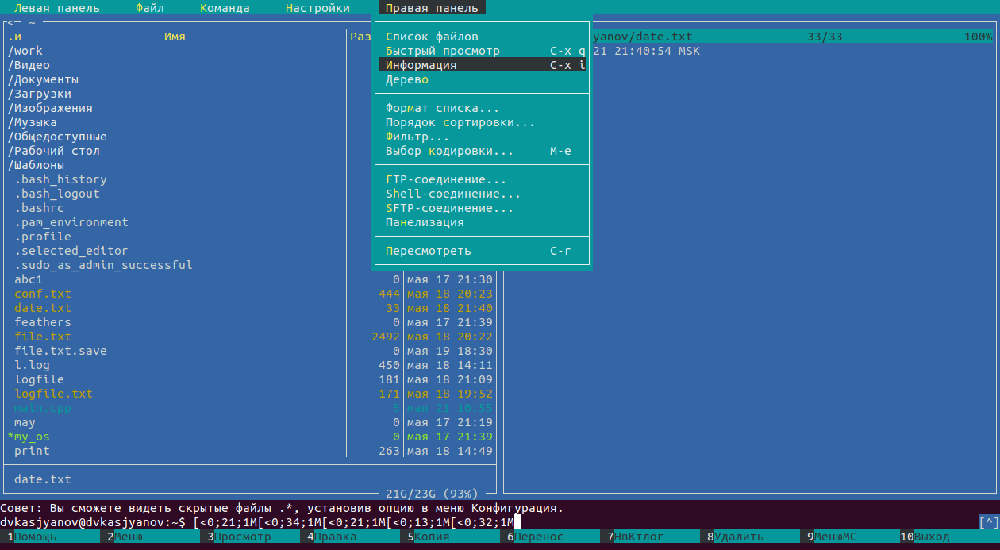 Левая панель Файл Команда Настройки Правая панель
<─ ~
.и Имя Раз
/work
/Видео
/Документы
/Загрузки
/Изображения
/Музыка
/Общедоступные
/Рабочий стол
/Шаблоны
.bash_history
.bash_logout
.bashrc
.pam_environment
.profile
.selected_editor
.sudo_as_admin_successful
abc1 0 мая 17 21:30
conf.txt 444 мая 18 20:23
date.txt 33 мая 18 21:40
feathers 0 мая 17 21:39
file.txt 2492 мая 18 20:22
file.txt.save 0 мая 19 18:30
l.log 450 мая 18 14:11
logfile 181 мая 18 21:09
logfile.txt 171 мая 18 19:52
main.cpp 5 мая 21 10:55
may 0 мая 17 21:19
*my_os 0 мая 17 21:39
print 263 мая 18 14:49
date.txt
21G/23G (93%)
Список файлов
Быстрый просмотр C-x q
Информация C-x i
Дерево
Формат списка...
Порядок сортировки...
Фильтр...
Выбор кодировки... M-e
FTP-соединение...
Shell-соединение...
SFTP-соединение...
Панелизация
Пересмотреть C-r
yanov/date.txt 33/33 100%
21 21:40:54 MSK
Совет: Вы сможете видеть скрытые файлы .*, установив опцию в меню Конфигурация.
dvkasjyanov@dvkasjyanov:~$ [<0;21;1M[<0;34;1M[<0;21;1M[<0;13;1M[<0;32;1M [^]
1Помощь 2Меню 3Просмотр 4Правка 5Копия 6Перенос 7НвКтлог 8Удалить 9МенюМС 10Выход